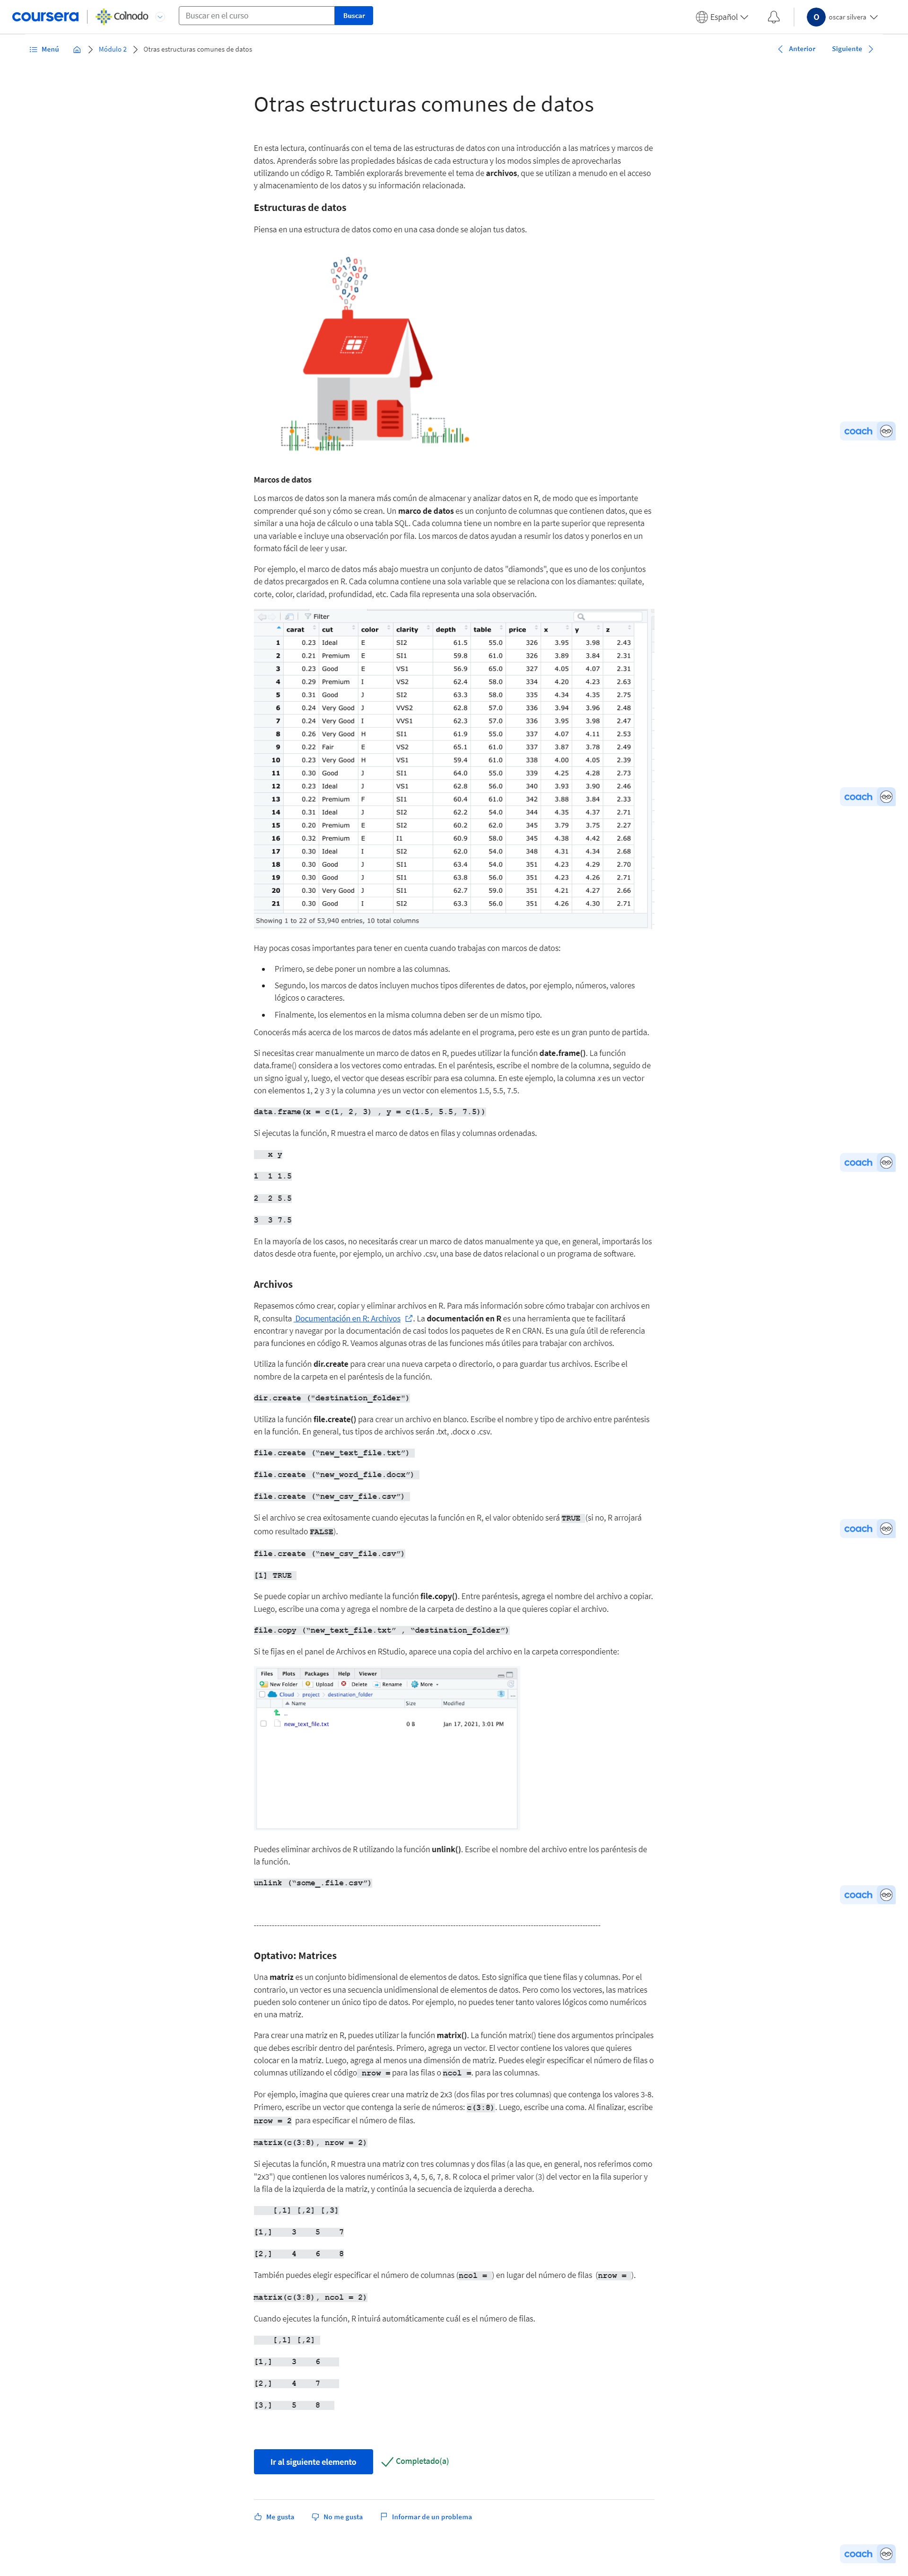 coursera Colnodo Buscar en el curso Buscar Español O oscar silvera
Menú Módulo 2 Otras estructuras comunes de datos Anterior Siguiente
Otras estructuras comunes de datos
En esta lectura, continuarás con el tema de las estructuras de datos con una introducción a las matrices y marcos de
datos. Aprenderás sobre las propiedades básicas de cada estructura y los modos simples de aprovecharlas
utilizando un código R. También explorarás brevemente el tema de archivos, que se utilizan a menudo en el acceso
y almacenamiento de los datos y su información relacionada.
Estructuras de datos
Piensa en una estructura de datos como en una casa donde se alojan tus datos.
coach
Marcos de datos
Los marcos de datos son la manera más común de almacenar y analizar datos en R, de modo que es importante
comprender qué son y cómo se crean. Un marco de datos es un conjunto de columnas que contienen datos, que es
similar a una hoja de cálculo o una tabla SQL. Cada columna tiene un nombre en la parte superior que representa
una variable e incluye una observación por fila. Los marcos de datos ayudan a resumir los datos y ponerlos en un
formato fácil de leer y usar.
Por ejemplo, el marco de datos más abajo muestra un conjunto de datos "diamonds", que es uno de los conjuntos
de datos precargados en R. Cada columna contiene una sola variable que se relaciona con los diamantes: quilate,
corte, color, claridad, profundidad, etc. Cada fila representa una sola observación.
Filter
carat cut color clarity depth table price x y z
1 0.23 Ideal E SI2 61.5 55.0 326 3.95 3.98 2.43
2 0.21 Premium E SI1 59.8 61.0 326 3.89 3.84 2.31
3 0.23 Good E VS1 56.9 65.0 327 4.05 4.07 2.31
4 0.29 Premium I VS2 62.4 58.0 334 4.20 4.23 2.63
5 0.31 Good J SI2 63.3 58.0 335 4.34 4.35 2.75
6 0.24 Very Good J VVS2 62.8 57.0 336 3.94 3.96 2.48
7 0.24 Very Good I VVS1 62.3 57.0 336 3.95 3.98 2.47
8 0.26 Very Good H SI1 61.9 55.0 337 4.07 4.11 2.53
9 0.22 Fair E VS2 65.1 61.0 337 3.87 3.78 2.49
10 0.23 Very Good H VS1 59.4 61.0 338 4.00 4.05 2.39
11 0.30 Good J SI1 64.0 55.0 339 4.25 4.28 2.73
12 0.23 Ideal J VS1 62.8 56.0 340 3.93 3.90 2.46
13 0.22 Premium F SI1 60.4 61.0 342 3.88 3.84 2.33
14 0.31 Ideal J SI2 62.2 54.0 344 4.35 4.37 2.71
15 0.20 Premium E SI2 60.2 62.0 345 3.79 3.75 2.27
16 0.32 Premium E I1 60.9 58.0 345 4.38 4.42 2.68
17 0.30 Ideal I SI2 62.0 54.0 348 4.31 4.34 2.68
18 0.30 Good J SI1 63.4 54.0 351 4.23 4.29 2.70
19 0.30 Good J SI1 63.8 56.0 351 4.23 4.26 2.71
20 0.30 Very Good J SI1 62.7 59.0 351 4.21 4.27 2.66
21 0.30 Good I SI2 63.3 56.0 351 4.26 4.30 2.71
Showing 1 to 22 of 53,940 entries, 10 total columns
coach
Hay pocas cosas importantes para tener en cuenta cuando trabajas con marcos de datos:
Primero, se debe poner un nombre a las columnas.
Segundo, los marcos de datos incluyen muchos tipos diferentes de datos, por ejemplo, números, valores
lógicos o caracteres.
Finalmente, los elementos en la misma columna deben ser de un mismo tipo.
Conocerás más acerca de los marcos de datos más adelante en el programa, pero este es un gran punto de partida.
Si necesitas crear manualmente un marco de datos en R, puedes utilizar la función date.frame(). La función
data.frame() considera a los vectores como entradas. En el paréntesis, escribe el nombre de la columna, seguido de
un signo igual y, luego, el vector que deseas escribir para esa columna. En este ejemplo, la columna x es un vector
con elementos 1, 2 y 3 y la columna y es un vector con elementos 1.5, 5.5, 7.5.
data.frame(x = c(1, 2, 3) , y = c(1.5, 5.5, 7.5))
Si ejecutas la función, R muestra el marco de datos en filas y columnas ordenadas.
x y
coach
1 1 1.5
2 2 5.5
3 3 7.5
En la mayoría de los casos, no necesitarás crear un marco de datos manualmente ya que, en general, importarás los
datos desde otra fuente, por ejemplo, un archivo .csv, una base de datos relacional o un programa de software.
Archivos
Repasemos cómo crear, copiar y eliminar archivos en R. Para más información sobre cómo trabajar con archivos en
R, consulta Documentación en R: Archivos . La documentación en R es una herramienta que te facilitará
encontrar y navegar por la documentación de casi todos los paquetes de R en CRAN. Es una guía útil de referencia
para funciones en código R. Veamos algunas otras de las funciones más útiles para trabajar con archivos.
Utiliza la función dir.create para crear una nueva carpeta o directorio, o para guardar tus archivos. Escribe el
nombre de la carpeta en el paréntesis de la función.
dir.create ("destination_folder")
Utiliza la función file.create() para crear un archivo en blanco. Escribe el nombre y tipo de archivo entre paréntesis
en la función. En general, tus tipos de archivos serán .txt, .docx o .csv.
file.create ("new_text_file.txt")
file.create ("new_word_file.docx")
file.create ("new_csv_file.csv")
Si el archivo se crea exitosamente cuando ejecutas la función en R, el valor obtenido será TRUE (si no, R arrojará
como resultado FALSE).
coach
file.create ("new_csv_file.csv")
[1] TRUE
Se puede copiar un archivo mediante la función file.copy(). Entre paréntesis, agrega el nombre del archivo a copiar.
Luego, escribe una coma y agrega el nombre de la carpeta de destino a la que quieres copiar el archivo.
file.copy ("new_text_file.txt" , "destination_folder")
Si te fijas en el panel de Archivos en RStudio, aparece una copia del archivo en la carpeta correspondiente:
Files Plots Packages Help Viewer
New Folder Upload Delete Rename More
Cloud project destination_folder
Name Size Modified
..
new_text_file.txt 0 B Jan 17, 2021, 3:01 PM
Puedes eliminar archivos de R utilizando la función unlink(). Escribe el nombre del archivo entre los paréntesis de
la función.
unlink ("some_.file.csv")
coach
Optativo: Matrices
Una matriz es un conjunto bidimensional de elementos de datos. Esto significa que tiene filas y columnas. Por el
contrario, un vector es una secuencia unidimensional de elementos de datos. Pero como los vectores, las matrices
pueden solo contener un único tipo de datos. Por ejemplo, no puedes tener tanto valores lógicos como numéricos
en una matriz.
Para crear una matriz en R, puedes utilizar la función matrix(). La función matrix() tiene dos argumentos principales
que debes escribir dentro del paréntesis. Primero, agrega un vector. El vector contiene los valores que quieres
colocar en la matriz. Luego, agrega al menos una dimensión de matriz. Puedes elegir especificar el número de filas o
columnas utilizando el código nrow = para las filas o ncol =. para las columnas.
Por ejemplo, imagina que quieres crear una matriz de 2x3 (dos filas por tres columnas) que contenga los valores 3-8.
Primero, escribe un vector que contenga la serie de números: c(3:8). Luego, escribe una coma. Al finalizar, escribe
nrow = 2 para especificar el número de filas.
matrix(c(3:8), nrow = 2)
Si ejecutas la función, R muestra una matriz con tres columnas y dos filas (a las que, en general, nos referimos como
"2x3") que contienen los valores numéricos 3, 4, 5, 6, 7, 8. R coloca el primer valor (3) del vector en la fila superior y
la fila de la izquierda de la matriz, y continúa la secuencia de izquierda a derecha.
[,1] [,2] [,3]
[1,] 3 5 7
[2,] 4 6 8
También puedes elegir especificar el número de columnas (ncol = ) en lugar del número de filas (nrow = ).
matrix(c(3:8), ncol = 2)
Cuando ejecutes la función, R intuirá automáticamente cuál es el número de filas.
[,1] [,2]
[1,] 3 6
[2,] 4 7
[3,] 5 8
Ir al siguiente elemento Completado(a)
Me gusta No me gusta Informar de un problema
coach